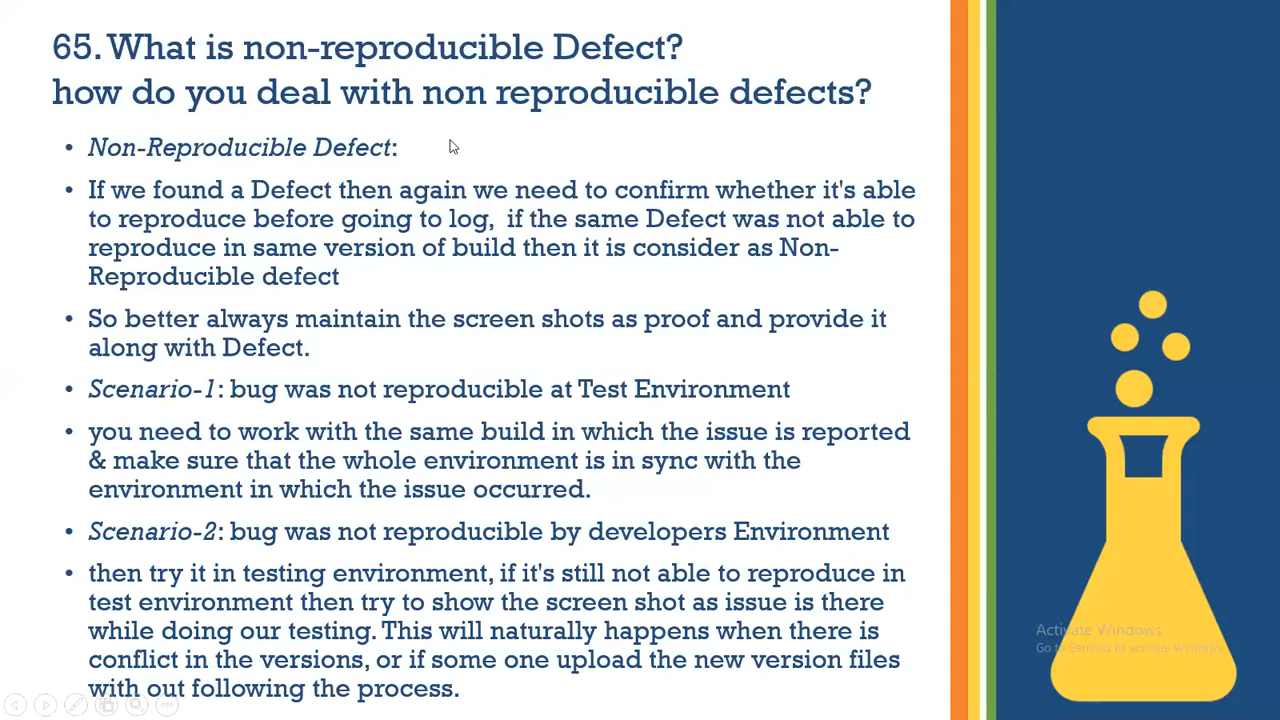 65. What is non-reproducible Defect?
how do you deal with non reproducible defects?
• Non-Reproducible Defect:
• If we found a Defect then again we need to confirm whether it's able
to reproduce before going to log, if the same Defect was not able to
reproduce in same version of build then it is consider as Non-
Reproducible defect
• So better always maintain the screen shots as proof and provide it
along with Defect.
• Scenario-1: bug was not reproducible at Test Environment
• you need to work with the same build in which the issue is reported
& make sure that the whole environment is in sync with the
environment in which the issue occurred.
• Scenario-2: bug was not reproducible by developers Environment
• then try it in testing environment, if it's still not able to reproduce in
test environment then try to show the screen shot as issue is there
while doing our testing. This will naturally happens when there is
conflict in the versions, or if some one upload the new version files
with out following the process.
Activate Windows
Go to Settings to activate Windows.